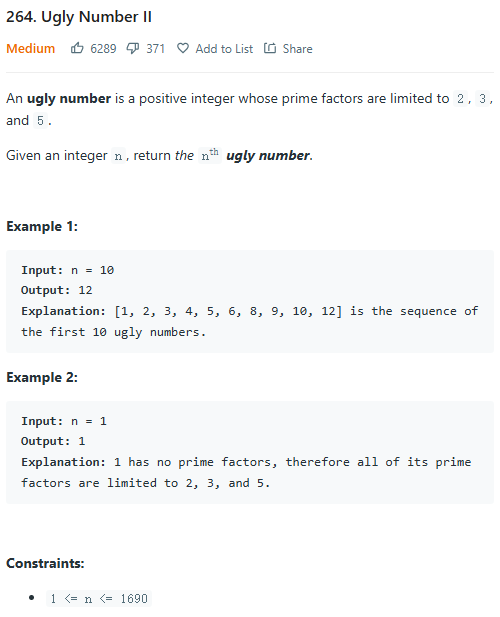 264. Ugly Number II
Medium 6289 371 Add to List Share
An ugly number is a positive integer whose prime factors are limited to 2, 3,
and 5.
Given an integer n, return the nth ugly number.
Example 1:
Input: n = 10
Output: 12
Explanation: [1, 2, 3, 4, 5, 6, 8, 9, 10, 12] is the sequence of
the first 10 ugly numbers.
Example 2:
Input: n = 1
Output: 1
Explanation: 1 has no prime factors, therefore all of its prime
factors are limited to 2, 3, and 5.
Constraints:
• 1 <= n <= 1690